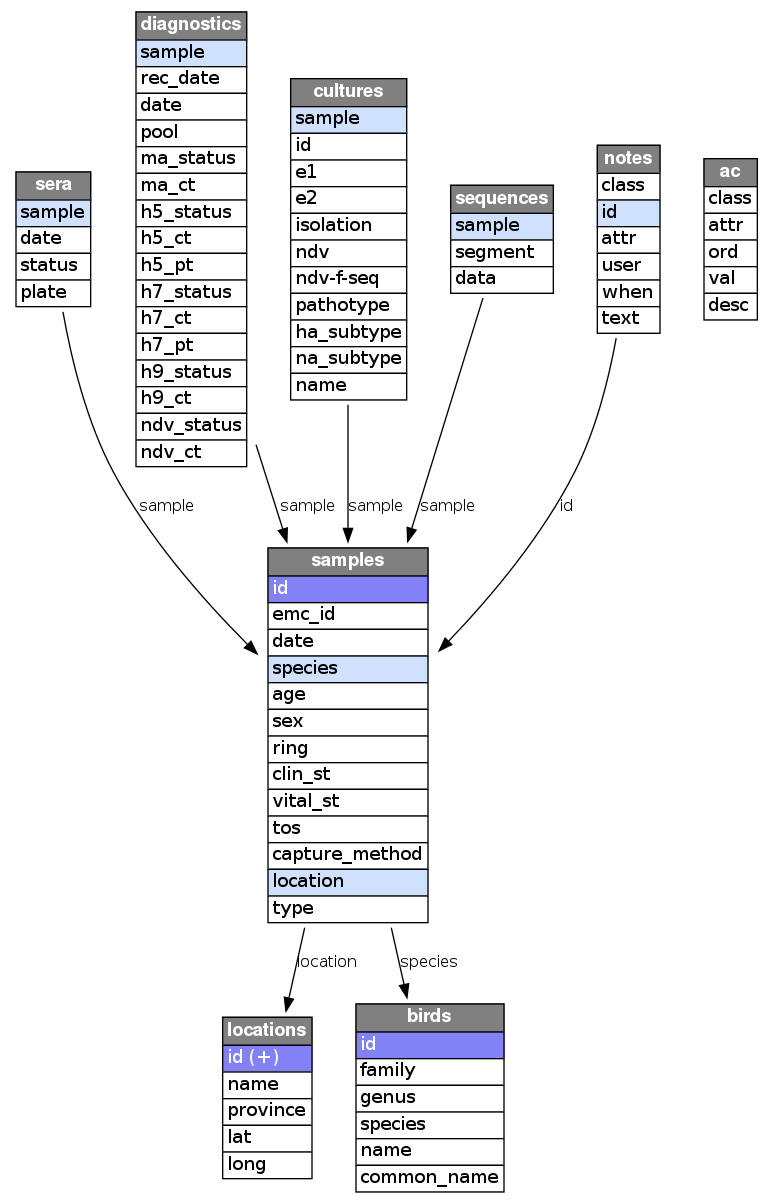 diagnostics
sample
rec_date
date
pool
ma_status
ma_ct
h5_status
h5_ct
h5_pt
h7_status
h7_ct
h7_pt
h9_status
h9_ct
ndv_status
ndv_ct
cultures
sample
id
e1
e2
isolation
ndv
ndv-f-seq
pathotype
ha_subtype
na_subtype
name
sera
sample
date
status
plate
sequences
sample
segment
data
notes
class
id
attr
user
when
text
ac
class
attr
ord
val
desc
sample
sample
sample
sample
id
samples
id
emc_id
date
species
age
sex
ring
clin_st
vital_st
tos
capture_method
location
type
location
species
locations
id (+)
name
province
lat
long
birds
id
family
genus
species
name
common_name